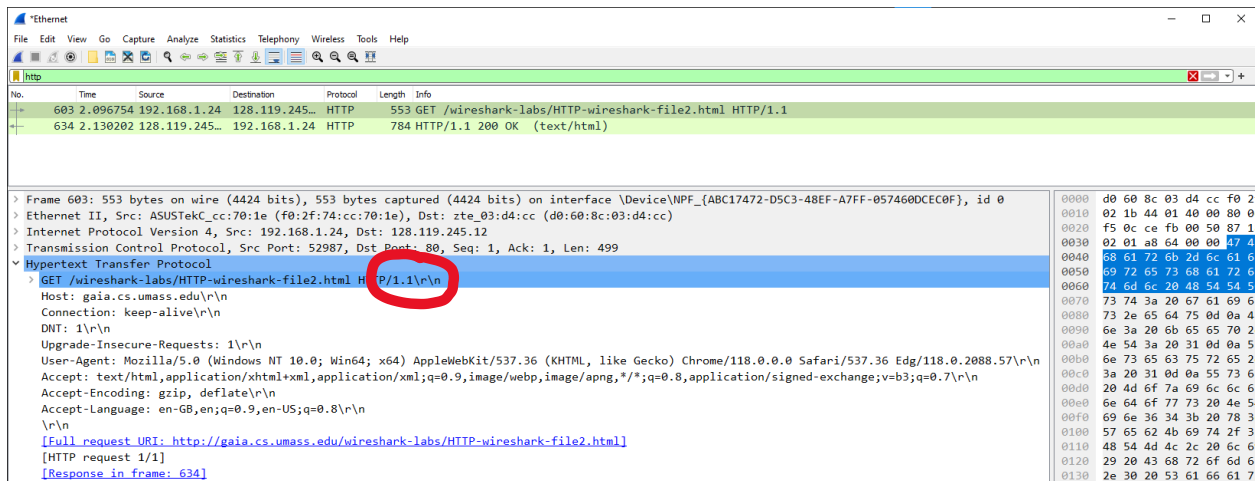 *Ethernet
File Edit View Go Capture Analyze Statistics Telephony Wireless Tools Help
http
No. Time Source Destination Protocol Length Info
603 2.096754 192.168.1.24 128.119.245… HTTP 553 GET /wireshark-labs/HTTP-wireshark-file2.html HTTP/1.1
634 2.130202 128.119.245… 192.168.1.24 HTTP 784 HTTP/1.1 200 OK (text/html)
Frame 603: 553 bytes on wire (4424 bits), 553 bytes captured (4424 bits) on interface \Device\NPF_{ABC17472-D5C3-48EF-A7FF-057460DCEC0F}, id 0
Ethernet II, Src: ASUSTekC_cc:70:1e (f0:2f:74:cc:70:1e), Dst: zte_03:d4:cc (d0:60:8c:03:d4:cc)
Internet Protocol Version 4, Src: 192.168.1.24, Dst: 128.119.245.12
Transmission Control Protocol, Src Port: 52987, Dst Port: 80, Seq: 1, Ack: 1, Len: 499
Hypertext Transfer Protocol
GET /wireshark-labs/HTTP-wireshark-file2.html HTTP/1.1\r\n
Host: gaia.cs.umass.edu\r\n
Connection: keep-alive\r\n
DNT: 1\r\n
Upgrade-Insecure-Requests: 1\r\n
User-Agent: Mozilla/5.0 (Windows NT 10.0; Win64; x64) AppleWebKit/537.36 (KHTML, like Gecko) Chrome/118.0.0.0 Safari/537.36 Edg/118.0.2088.57\r\n
Accept: text/html,application/xhtml+xml,application/xml;q=0.9,image/webp,image/apng,*/*;q=0.8,application/signed-exchange;v=b3;q=0.7\r\n
Accept-Encoding: gzip, deflate\r\n
Accept-Language: en-GB,en;q=0.9,en-US;q=0.8\r\n
\r\n
[Full request URI: http://gaia.cs.umass.edu/wireshark-labs/HTTP-wireshark-file2.html]
[HTTP request 1/1]
[Response in frame: 634]
0000 d0 60 8c 03 d4 cc f0 2
0010 02 1b 44 01 40 00 80 0
0020 f5 0c ce fb 00 50 87 1
0030 02 01 a8 64 00 00 47 4
0040 68 61 72 6b 2d 6c 61 6
0050 69 72 65 73 68 61 72 6
0060 74 6d 6c 20 48 54 54 5
0070 73 74 3a 20 67 61 69 6
0080 73 2e 65 64 75 0d 0a 4
0090 6e 3a 20 6b 65 65 70 2
00a0 4e 54 3a 20 31 0d 0a 5
00b0 6e 73 65 63 75 72 65 2
00c0 3a 20 31 0d 0a 55 73 6
00d0 20 4d 6f 7a 69 6c 6c 6
00e0 6e 64 6f 77 73 20 4e 5
00f0 69 6e 36 34 3b 20 78 3
0100 57 65 62 4b 69 74 2f 3
0110 48 54 4d 4c 2c 20 6c 6
0120 29 20 43 68 72 6f 6d 6
0130 2e 30 20 53 61 66 61 7